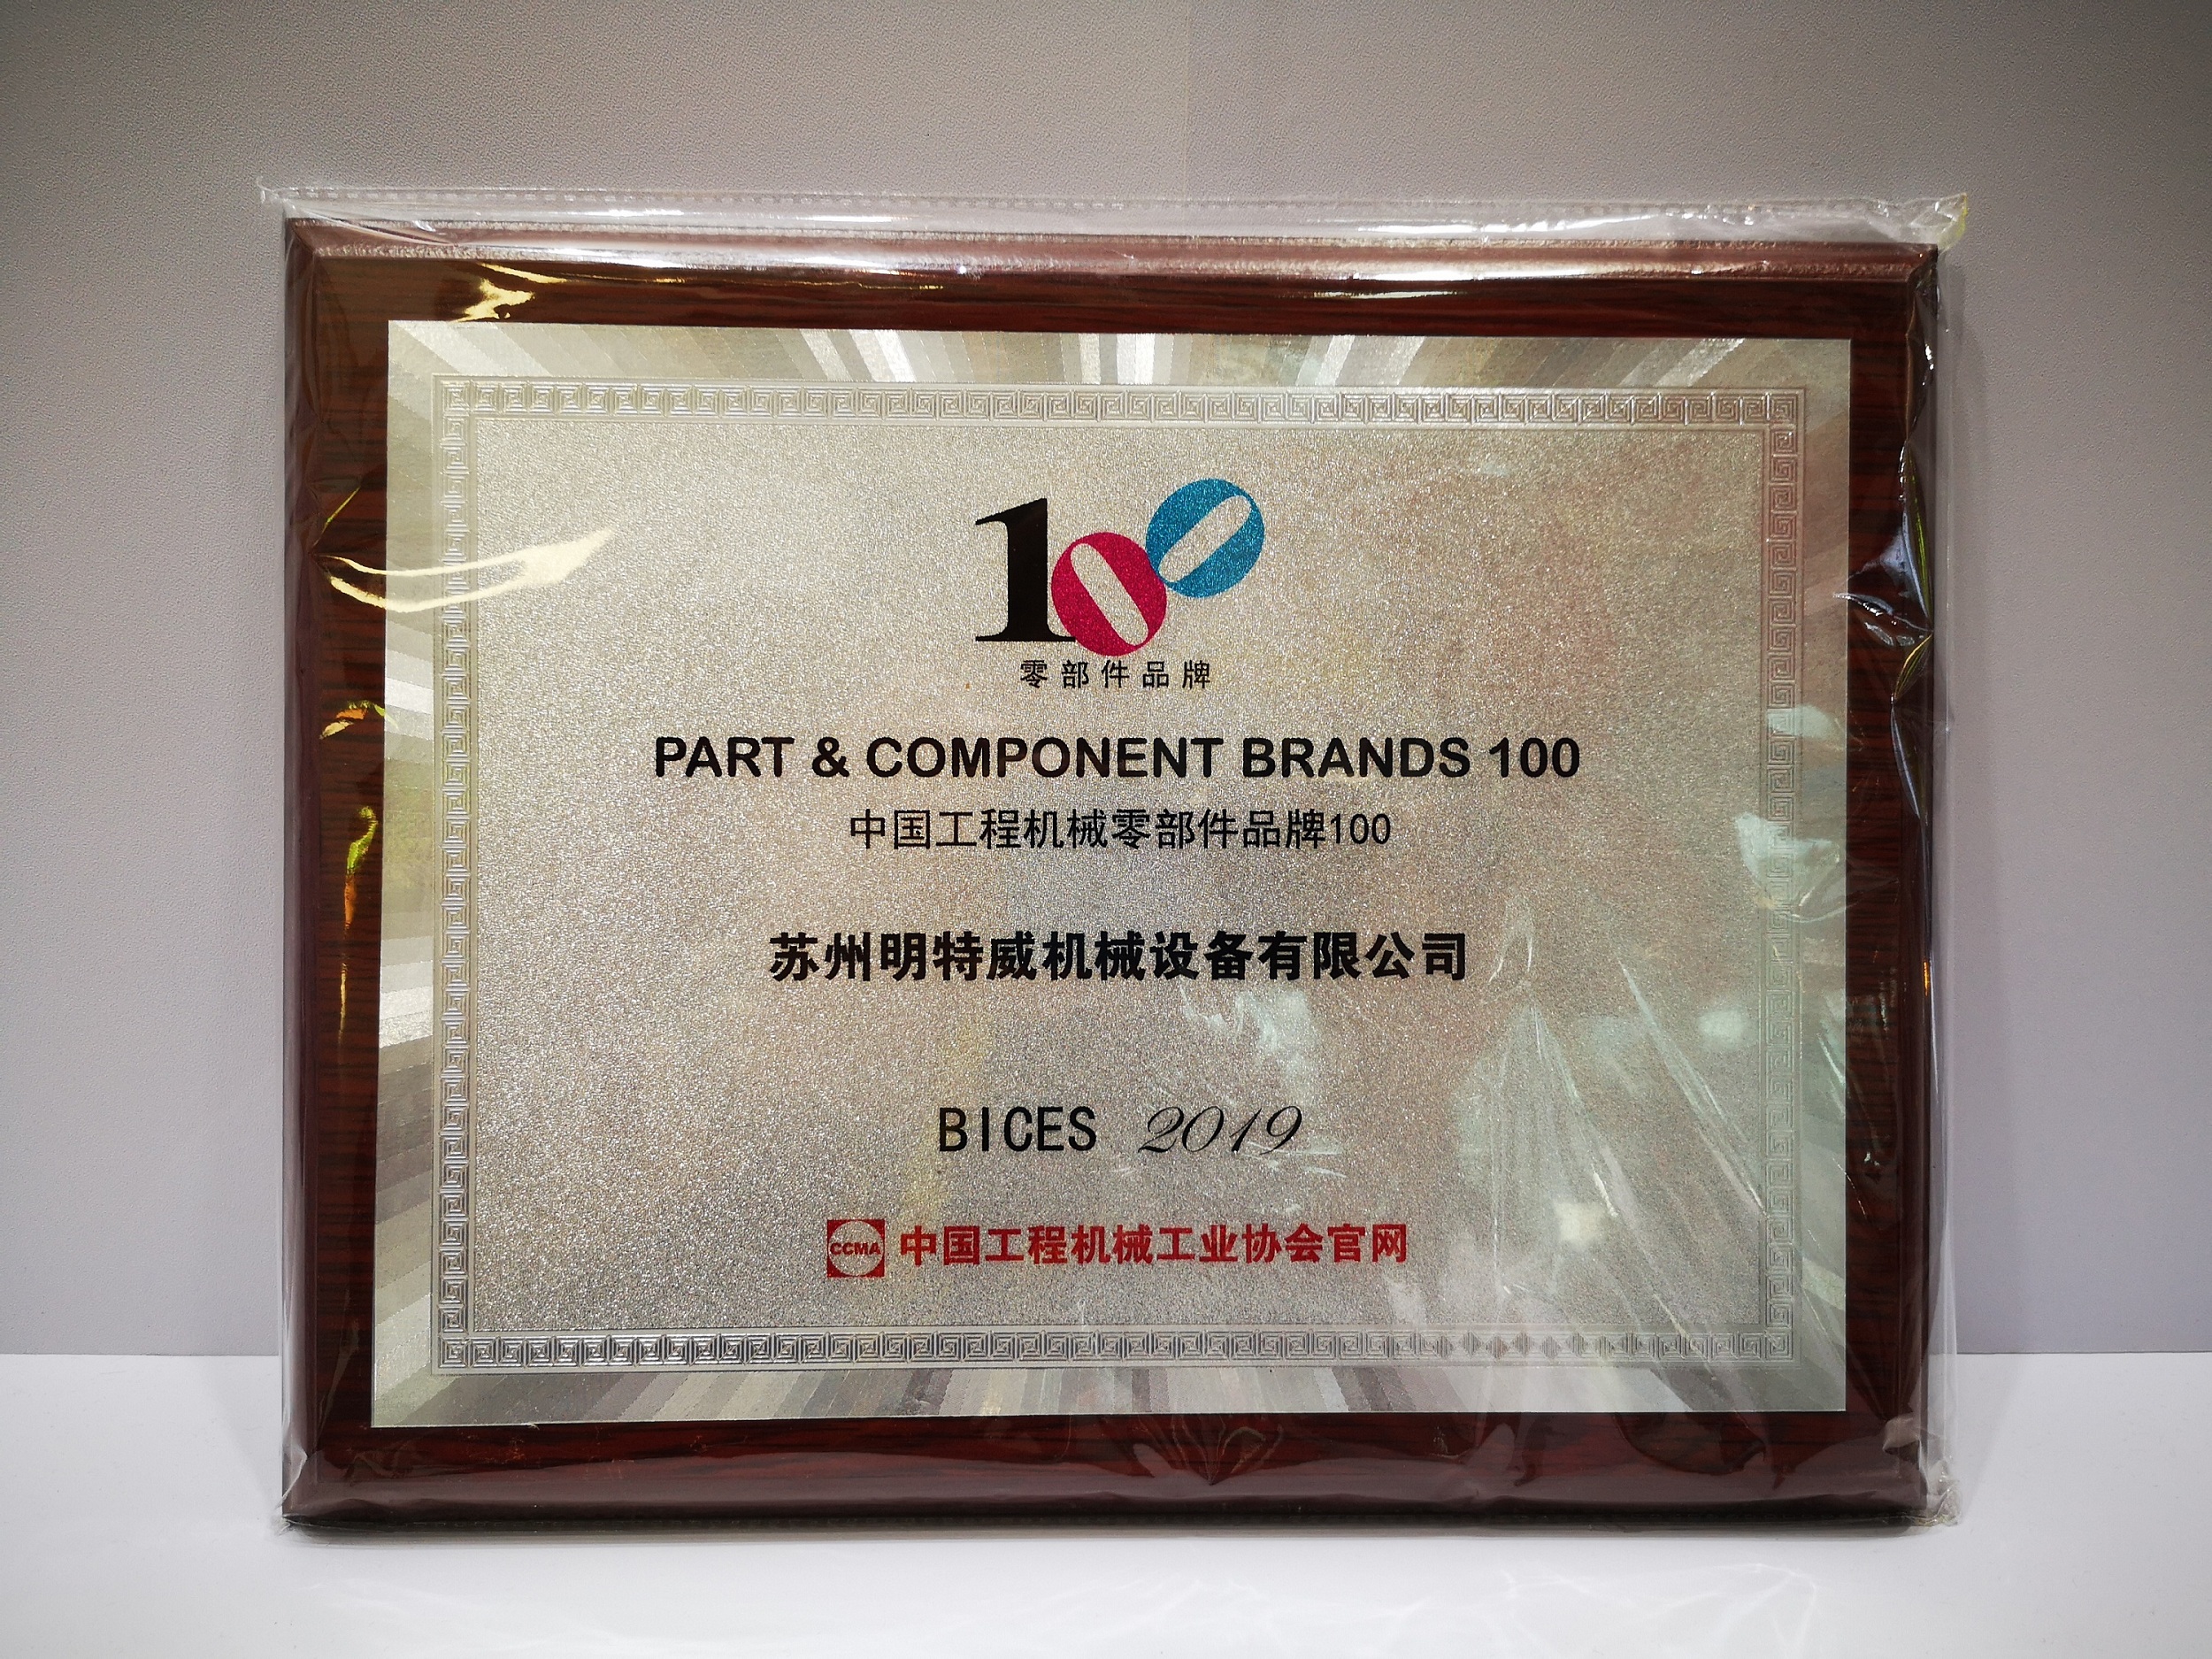 100
零部件品牌
PART & COMPONENT BRANDS 100
中国工程机械零部件品牌100
苏州明特威机械设备有限公司
BICES 2019
CCMA 中国工程机械工业协会官网